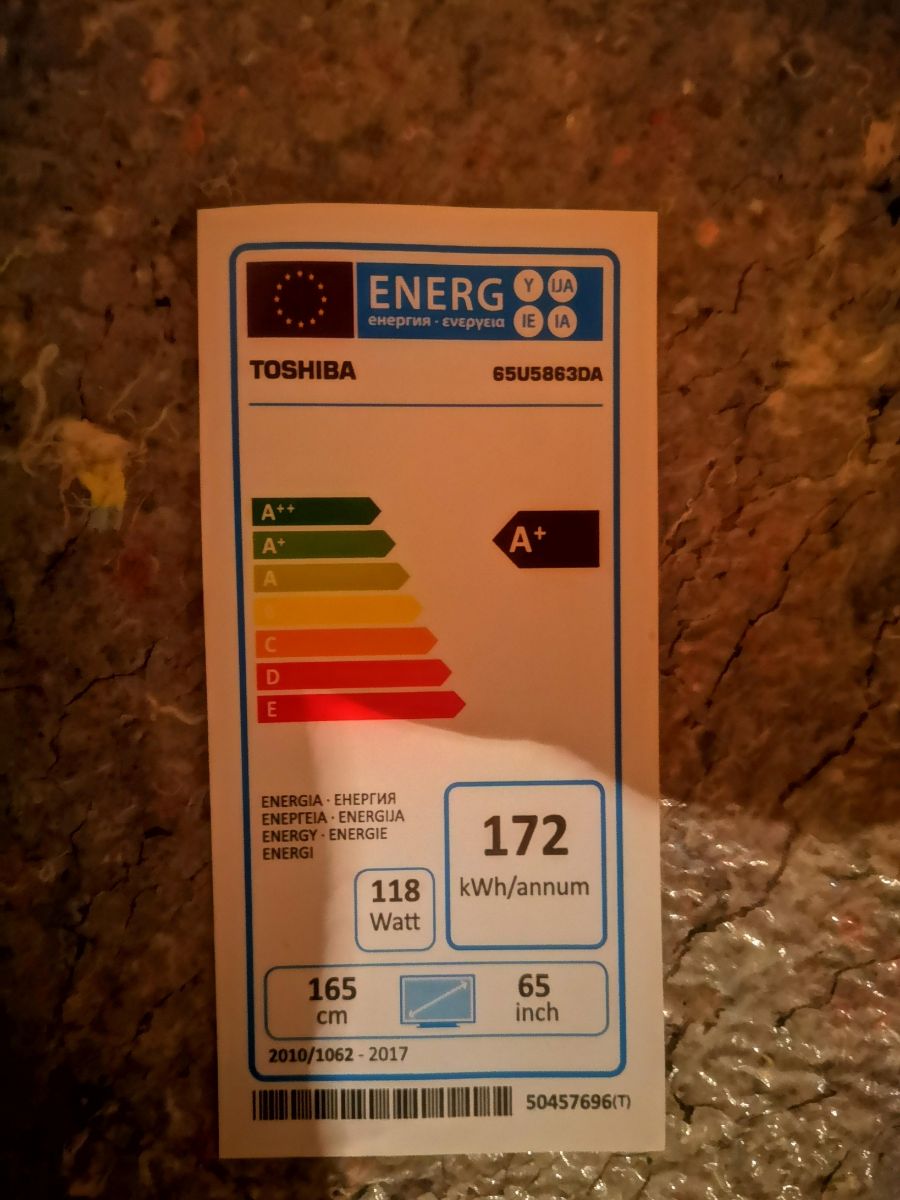 ENERG Y IJA
енергия · ενεργεια IE IA
TOSHIBA 65U5863DA
A++
A+
A+
A
C
D
E
ENERGIA · ЕНЕРГИЯ
ΕΝΕΡΓΕΙΑ · ENERGIJA
ENERGY · ENERGIE
ENERGI
172
kWh/annum
118
Watt
165
cm
65
inch
2010/1062 - 2017
50457696(T)